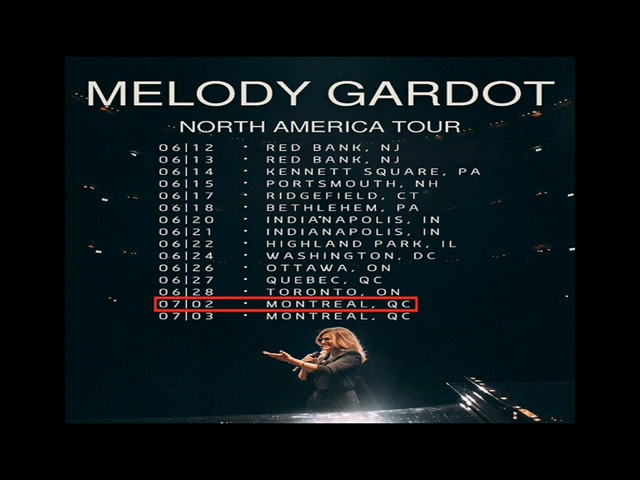 MELODY GARDOT
NORTH AMERICA TOUR
06|12 • RED BANK, NJ
06|13 • RED BANK, NJ
06|14 • KENNETT SQUARE, PA
06|15 • PORTSMOUTH, NH
06|17 • RIDGEFIELD, CT
06|18 • BETHLEHEM, PA
06|20 • INDIANAPOLIS, IN
06|21 • INDIANAPOLIS, IN
06|22 • HIGHLAND PARK, IL
06|24 • WASHINGTON, DC
06|26 • OTTAWA, ON
06|27 • QUEBEC, QC
06|28 • TORONTO, ON
07|02 • MONTREAL, QC
07|03 • MONTREAL, QC